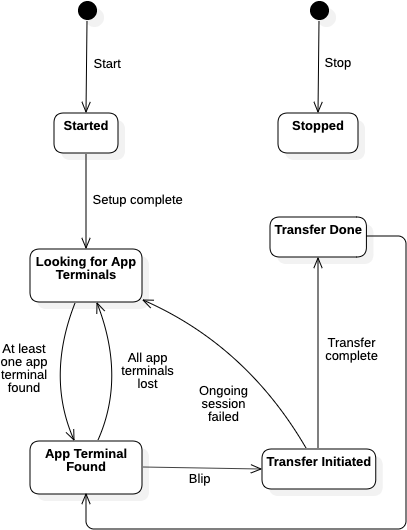 Start
Stop
Started
Stopped
Setup complete
Transfer Done
Looking for App
Terminals
At least
one app
terminal
found
All app
terminals
lost
Transfer
complete
Ongoing
session
failed
App Terminal
Found
Blip
Transfer Initiated